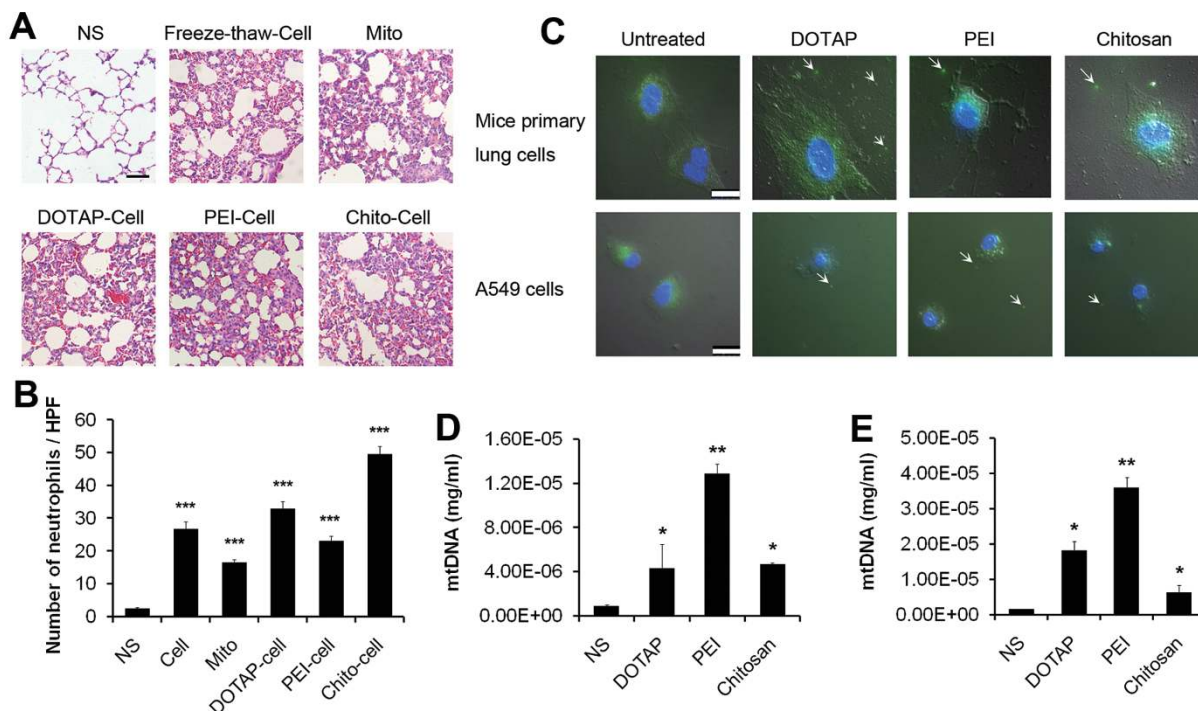 A
NS
Freeze-thaw-Cell
Mito
DOTAP-Cell
PEI-Cell
Chito-Cell
B
Number of neutrophils / HPF
60
50
40
30
20
10
0
***
***
***
***
***
NS
Cell
Mito
DOTAP-cell
PEI-cell
Chito-cell
C
Untreated
DOTAP
PEI
Chitosan
Mice primary
lung cells
A549 cells
D
mtDNA (mg/ml)
1.60E-05
1.20E-05
8.00E-06
4.00E-06
0.00E+00
*
**
*
NS
DOTAP
PEI
Chitosan
E
mtDNA (mg/ml)
5.00E-05
4.00E-05
3.00E-05
2.00E-05
1.00E-05
0.00E+00
*
**
*
NS
DOTAP
PEI
Chitosan